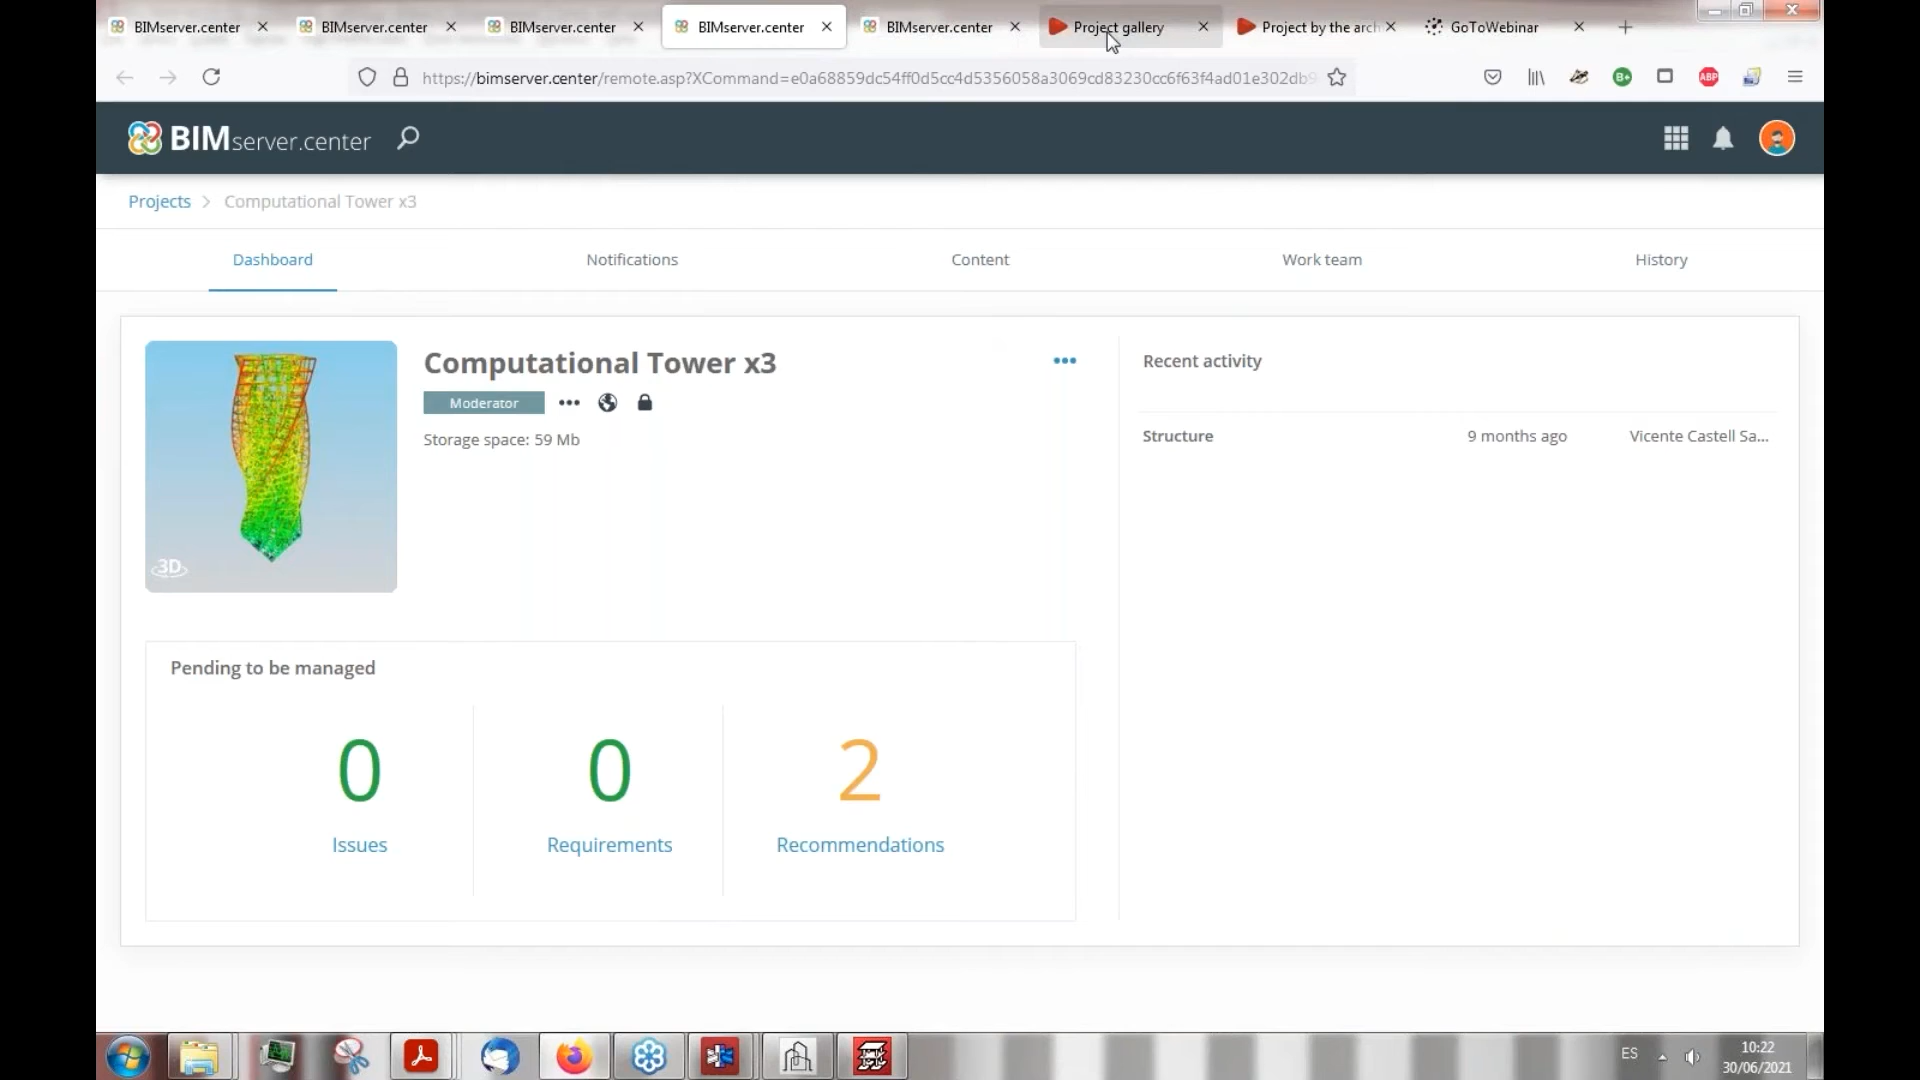 BIMserver.center BIMserver.center BIMserver.center BIMserver.center BIMserver.center Project gallery Project by the arch GoToWebinar
https://bimserver.center/remote.asp?XCommand=e0a68859dc54ff0d5cc4d5356058a3069cd83230cc6f63f4ad01e302db9
ABP
BIMserver.center
Projects > Computational Tower x3
Dashboard Notifications Content Work team History
Computational Tower x3
Moderator
Storage space: 59 Mb
3D
Recent activity
Structure 9 months ago Vicente Castell Sa...
Pending to be managed
0 0 2
Issues Requirements Recommendations
ES
10:22
30/06/2021